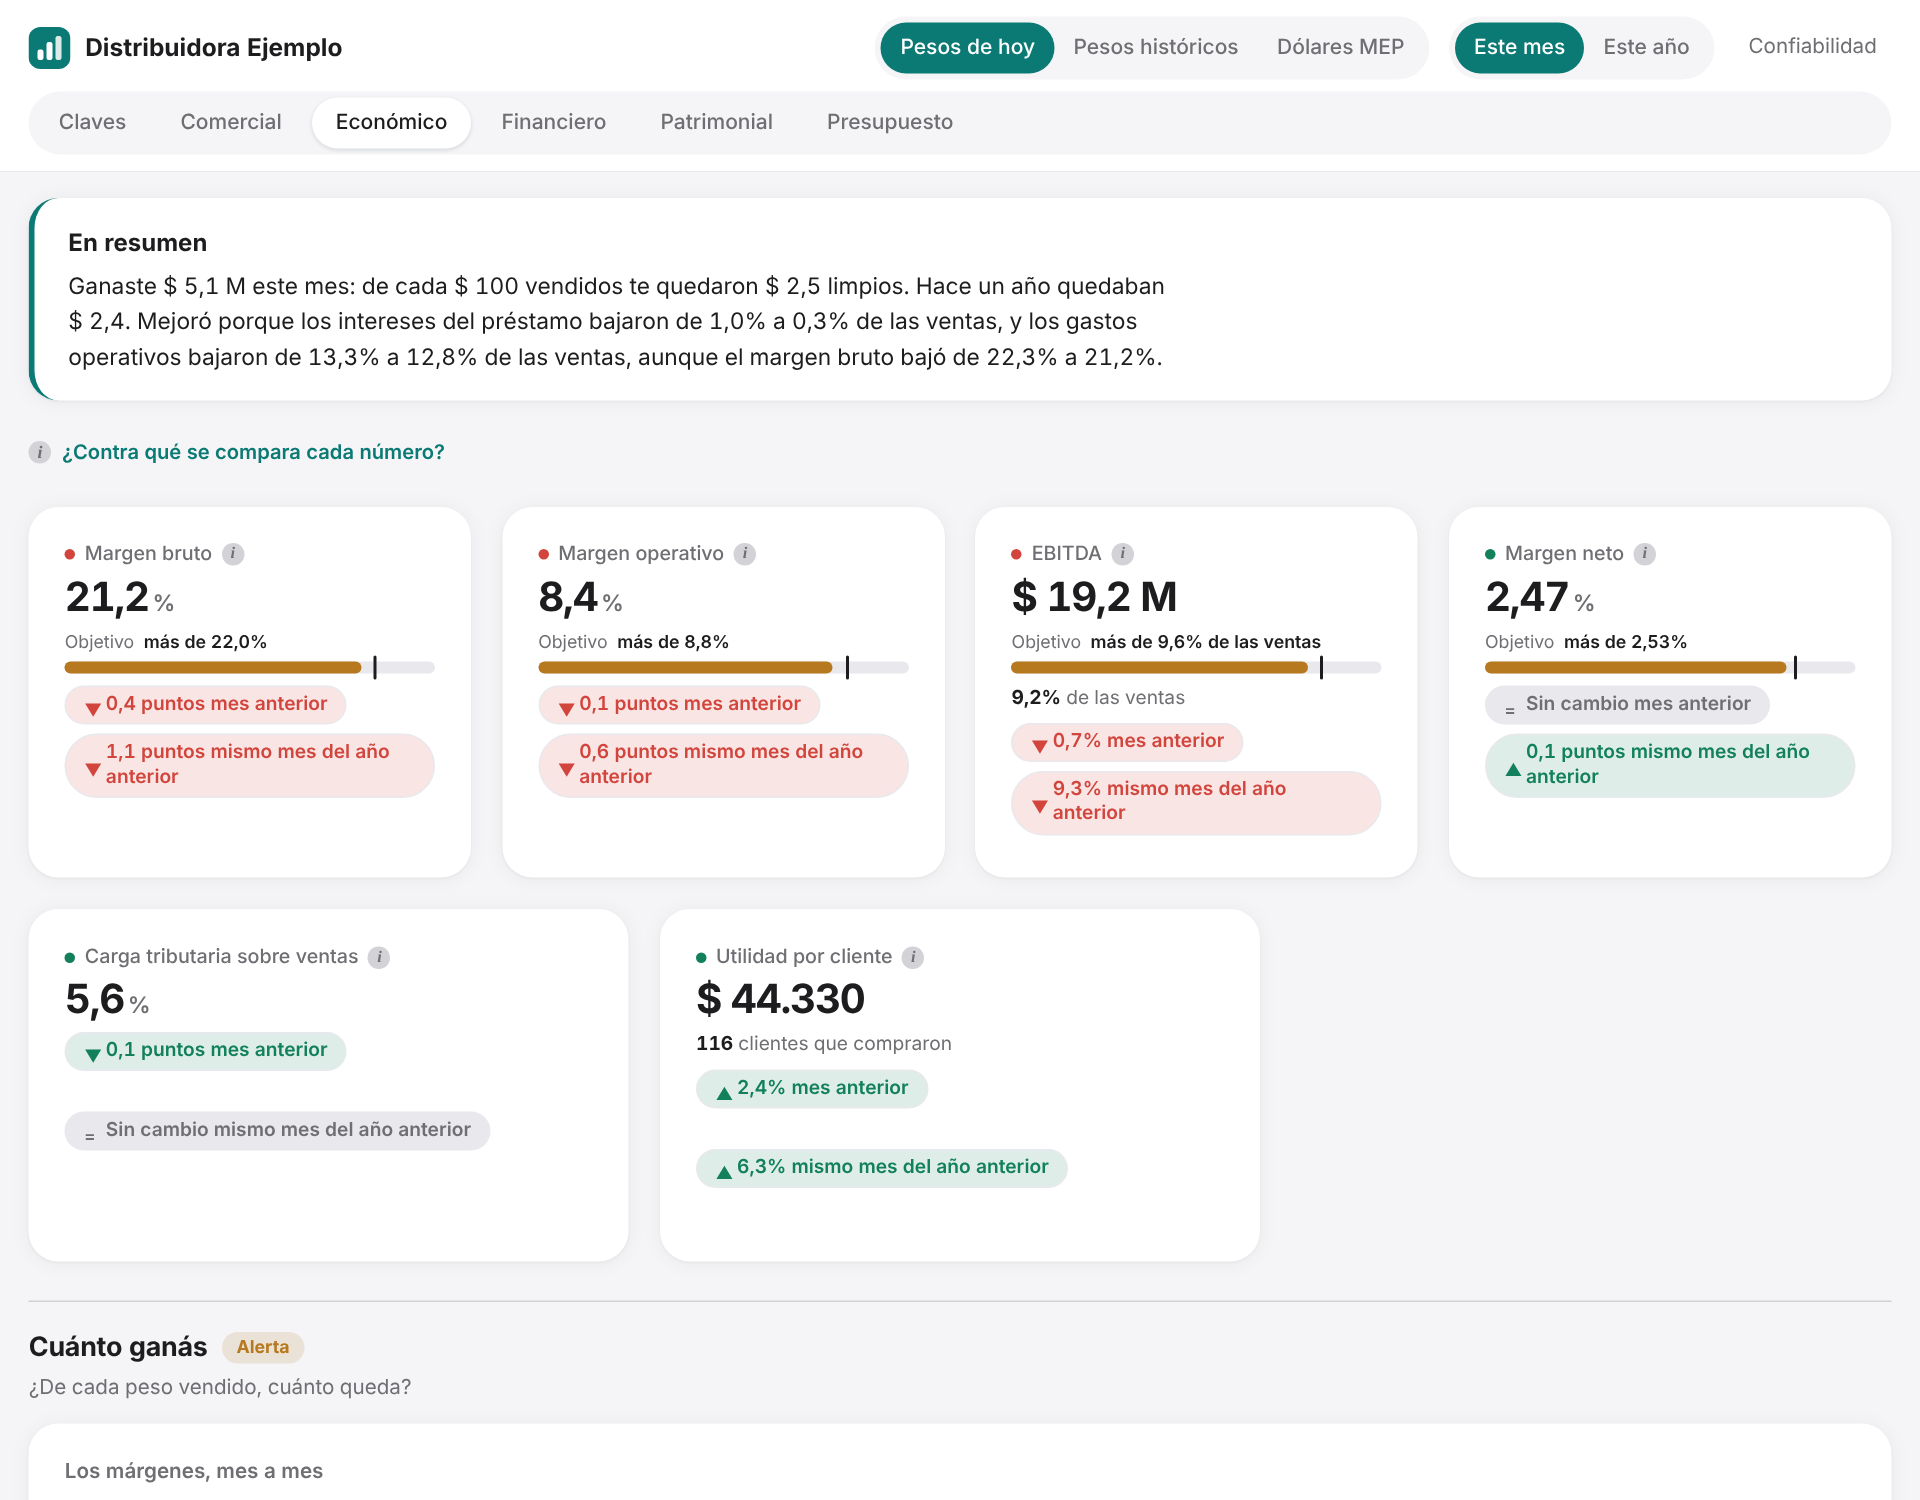 Distribuidora Ejemplo
Pesos de hoy
Pesos históricos
Dólares MEP
Este mes
Este año
Confiabilidad
Claves
Comercial
Económico
Financiero
Patrimonial
Presupuesto
En resumen
Ganaste $ 5,1 M este mes: de cada $ 100 vendidos te quedaron $ 2,5 limpios. Hace un año quedaban
$ 2,4. Mejoró porque los intereses del préstamo bajaron de 1,0% a 0,3% de las ventas, y los gastos
operativos bajaron de 13,3% a 12,8% de las ventas, aunque el margen bruto bajó de 22,3% a 21,2%.
i ¿Contra qué se compara cada número?
Margen bruto i
21,2 %
Objetivo más de 22,0%
▼ 0,4 puntos mes anterior
▼ 1,1 puntos mismo mes del año
anterior
Margen operativo i
8,4 %
Objetivo más de 8,8%
▼ 0,1 puntos mes anterior
▼ 0,6 puntos mismo mes del año
anterior
EBITDA i
$ 19,2 M
Objetivo más de 9,6% de las ventas
9,2% de las ventas
▼ 0,7% mes anterior
▼ 9,3% mismo mes del año
anterior
Margen neto i
2,47 %
Objetivo más de 2,53%
= Sin cambio mes anterior
▲ 0,1 puntos mismo mes del año
anterior
Carga tributaria sobre ventas i
5,6 %
▼ 0,1 puntos mes anterior
= Sin cambio mismo mes del año anterior
Utilidad por cliente i
$ 44.330
116 clientes que compraron
▲ 2,4% mes anterior
▲ 6,3% mismo mes del año anterior
Cuánto ganás
Alerta
¿De cada peso vendido, cuánto queda?
Los márgenes, mes a mes